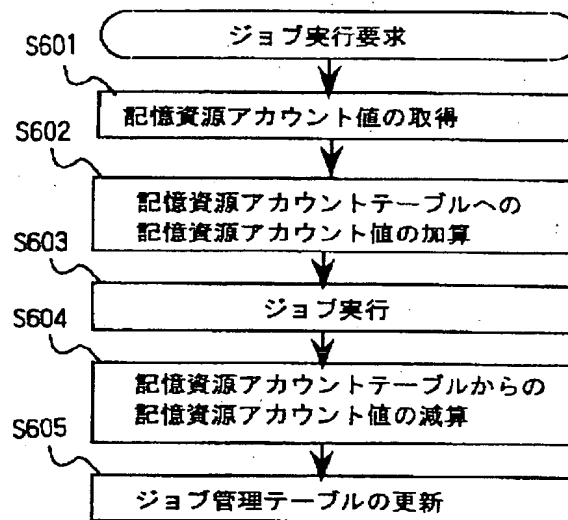 ジョブ実行要求
S601
記憶資源アカウント値の取得
S602
記憶資源アカウントテーブルへの
記憶資源アカウント値の加算
S603
ジョブ実行
S604
記憶資源アカウントテーブルからの
記憶資源アカウント値の減算
S605
ジョブ管理テーブルの更新